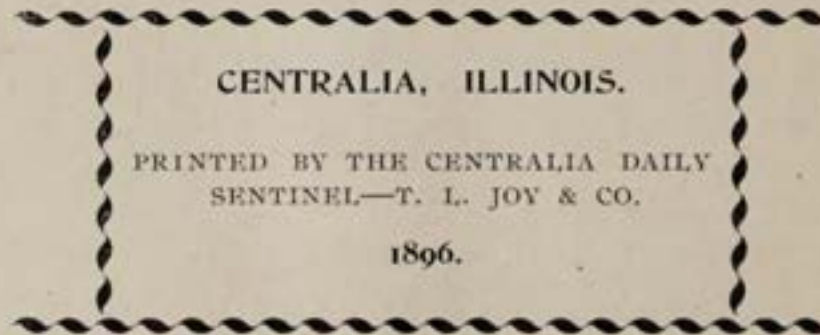 CENTRALIA, ILLINOIS.
PRINTED BY THE CENTRALIA DAILY
SENTINEL—T. L. JOY & CO.
1896.